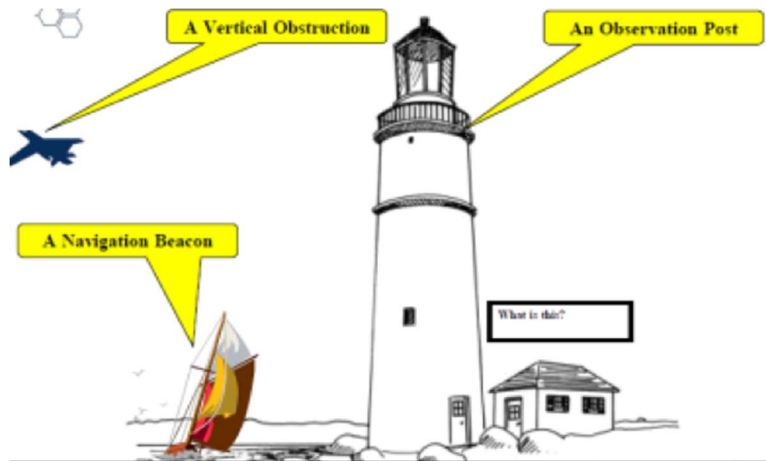 A Vertical Obstruction
An Observation Post
A Navigation Beacon
What is this?